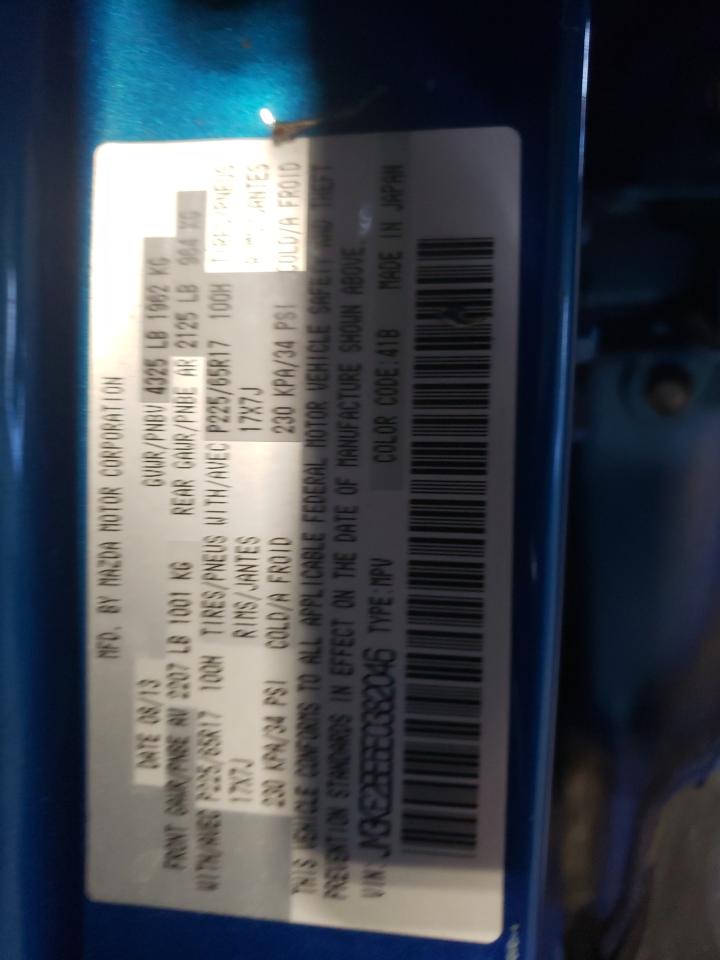 MFD. BY MAZDA MOTOR CORPORATION
DATE 08/13 GVWR/PNBV 4325 LB 1962 KG
FRONT GAWR/PNBE AV 2207 LB 1001 KG REAR GAWR/PNBE AR 2125 LB 964 KG
WITH/AVEC P225/65R17 100H TIRES/PNEUS WITH/AVEC P225/65R17 100H TIRES/PNEUS
17X7J RIMS/JANTES 17X7J RIMS/JANTES
230 KPA/34 PSI COLD/A FROID 230 KPA/34 PSI COLD/A FROID
THIS VEHICLE CONFORMS TO ALL APPLICABLE FEDERAL MOTOR VEHICLE SAFETY AND THEFT
PREVENTION STANDARDS IN EFFECT ON THE DATE OF MANUFACTURE SHOWN ABOVE.
VIN: JM3KE2BE6E0382046 TYPE:MPV COLOR CODE:41B MADE IN JAPAN